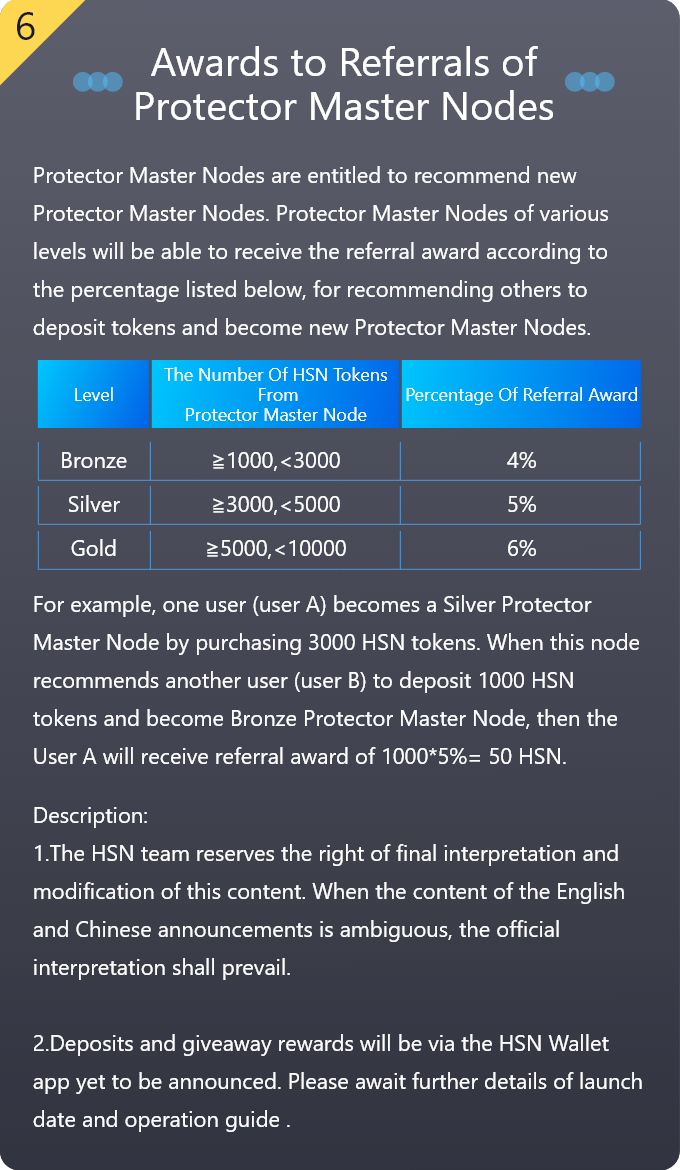 6
Awards to Referrals of
Protector Master Nodes
Protector Master Nodes are entitled to recommend new
Protector Master Nodes. Protector Master Nodes of various
levels will be able to receive the referral award according to
the percentage listed below, for recommending others to
deposit tokens and become new Protector Master Nodes.
Level
The Number Of HSN Tokens
From
Protector Master Node
Percentage Of Referral Award
Bronze ≧1000,<3000 4%
Silver ≧3000,<5000 5%
Gold ≧5000,<10000 6%
For example, one user (user A) becomes a Silver Protector
Master Node by purchasing 3000 HSN tokens. When this node
recommends another user (user B) to deposit 1000 HSN
tokens and become Bronze Protector Master Node, then the
User A will receive referral award of 1000*5%= 50 HSN.
Description:
1.The HSN team reserves the right of final interpretation and
modification of this content. When the content of the English
and Chinese announcements is ambiguous, the official
interpretation shall prevail.
2.Deposits and giveaway rewards will be via the HSN Wallet
app yet to be announced. Please await further details of launch
date and operation guide .